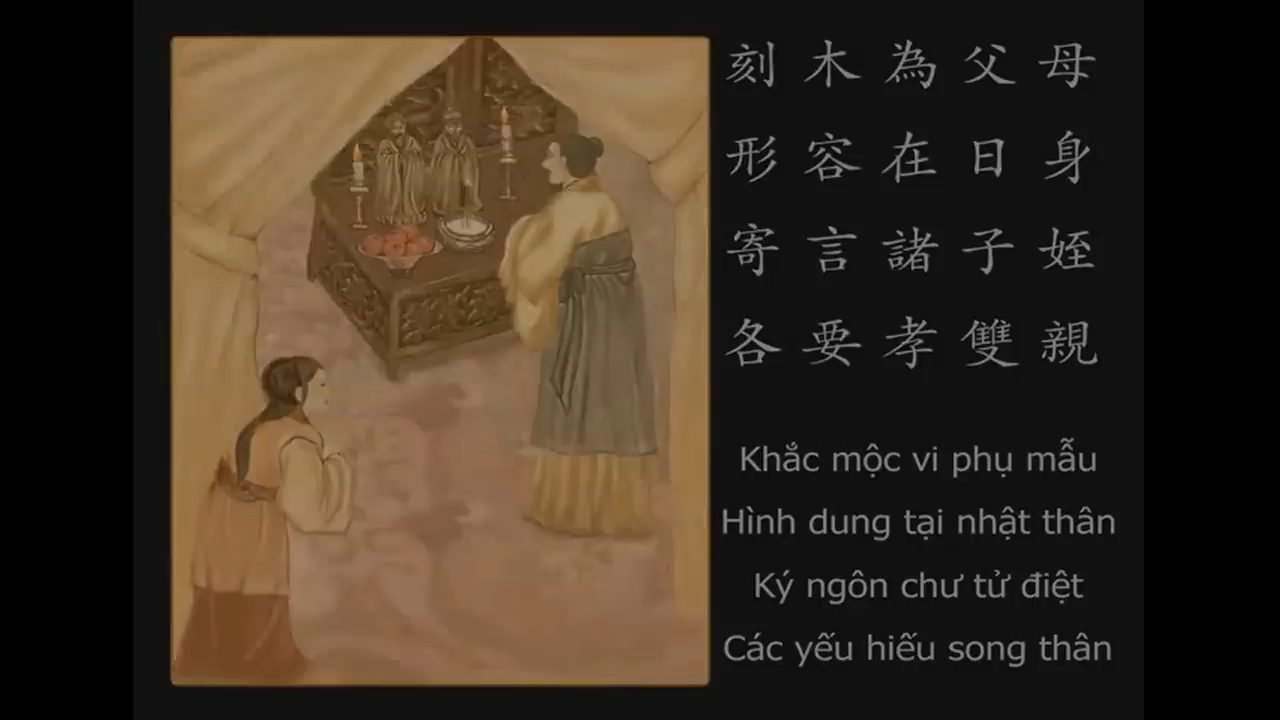 刻木為父母
形容在日身
寄言諸子姪
各要孝雙親
Khắc mộc vi phụ mẫu
Hình dung tại nhật thân
Ký ngôn chư tử điệt
Các yếu hiếu song thân